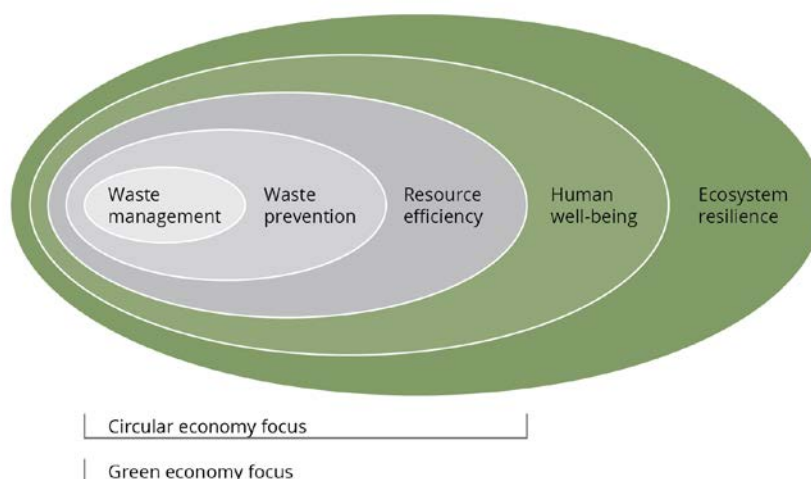 Waste
management
Waste
prevention
Resource
efficiency
Human
well-being
Ecosystem
resilience
Circular economy focus
Green economy focus